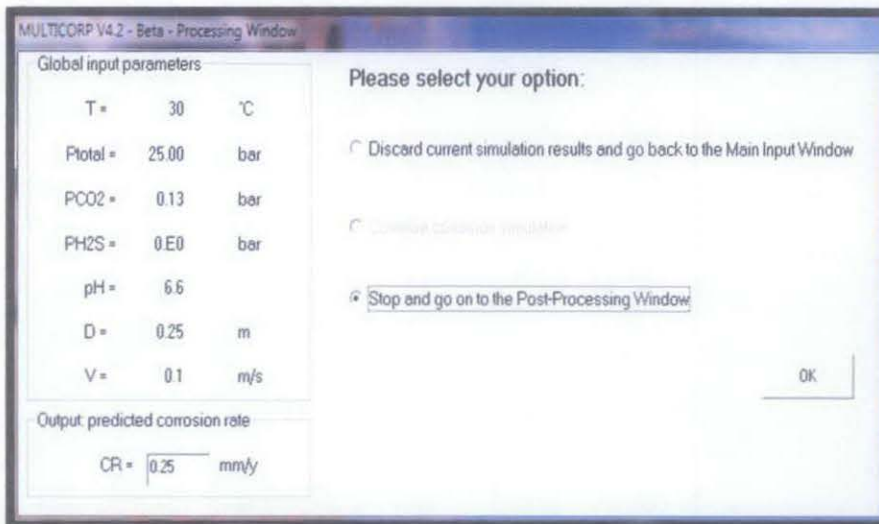 MULTICORP V4.2 - Beta - Processing Window
Global input parameters
T = 30 °C
Ptotal = 25.00 bar
PCO2 = 0.13 bar
PH2S = 0.E0 bar
pH = 6.6
D = 0.25 m
V = 0.1 m/s
Output: predicted corrosion rate
CR = 0.25 mm/y
Please select your option:
Discard current simulation results and go back to the Main Input Window
corrosion simulation
Stop and go on to the Post-Processing Window
OK